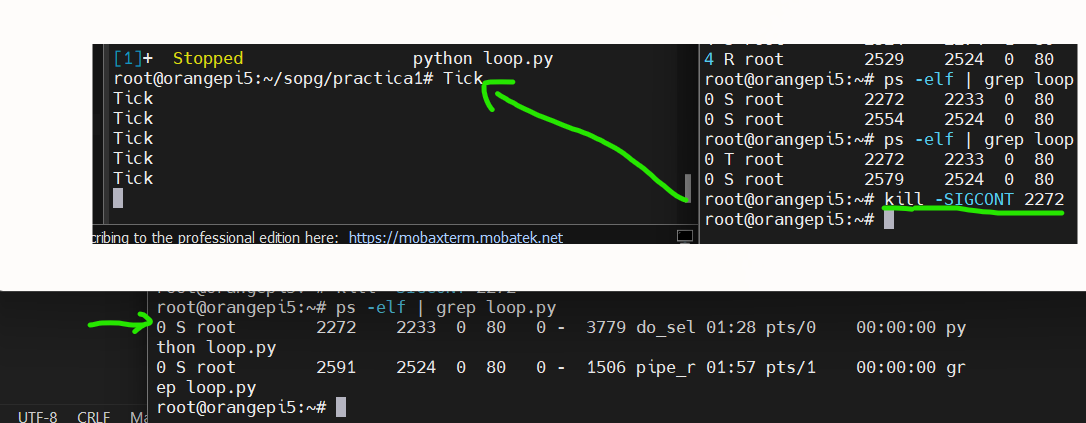 [1]+  Stopped                 python loop.py
root@orangepi5:~/sopg/practica1# Tick
Tick
Tick
Tick
Tick
Tick
cribing to the professional edition here:  https://mobaxterm.mobatek.net
4 R root        2529    2524  0  80
root@orangepi5:~# ps -elf | grep loop
0 S root        2272    2233  0  80
0 S root        2554    2524  0  80
root@orangepi5:~# ps -elf | grep loop
0 T root        2272    2233  0  80
0 S root        2579    2524  0  80
root@orangepi5:~# kill -SIGCONT 2272
root@orangepi5:~#
root@orangepi5:~# ps -elf | grep loop.py
0 S root        2272    2233  0  80   0 -  3779 do_sel 01:28 pts/0    00:00:00 py
thon loop.py
0 S root        2591    2524  0  80   0 -  1506 pipe_r 01:57 pts/1    00:00:00 gr
ep loop.py
root@orangepi5:~#
UTF-8   CRLF   Ma